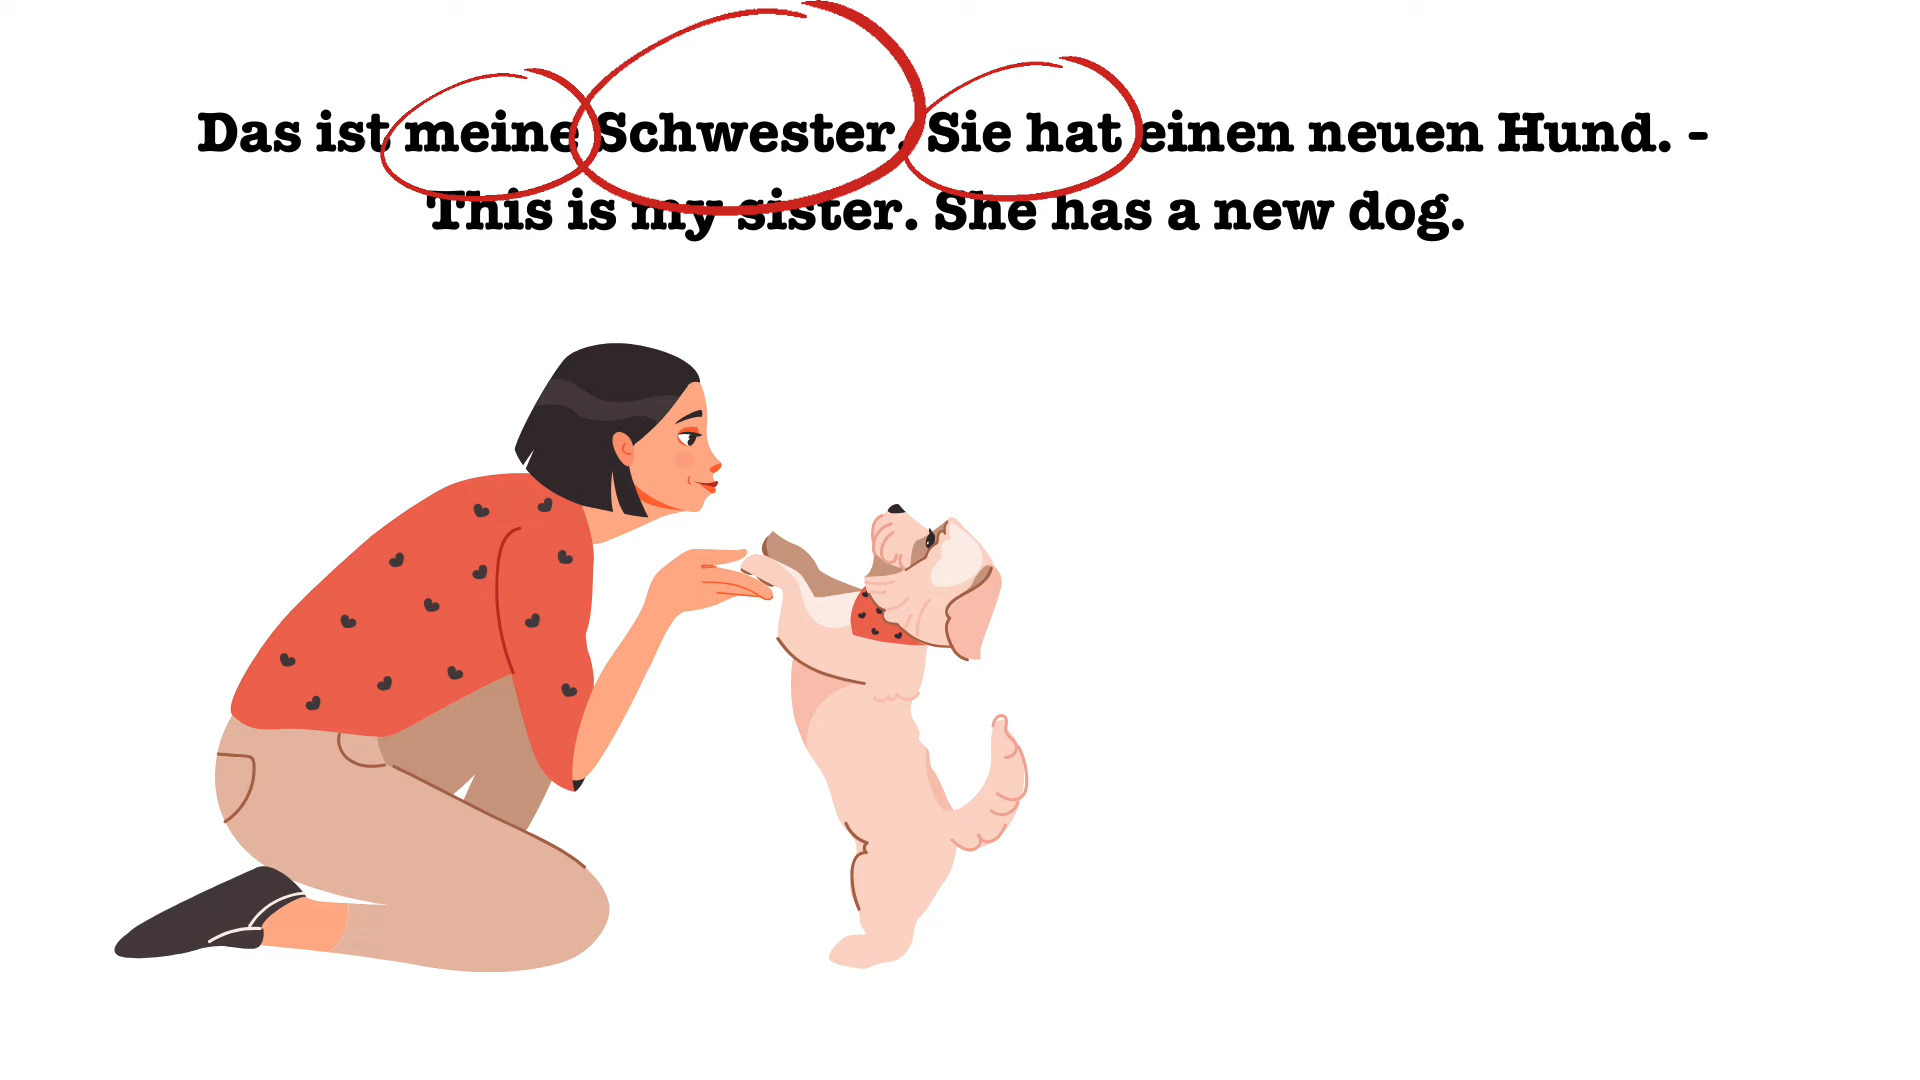 Das ist meine Schwester. Sie hat einen neuen Hund. -
This is my sister. She has a new dog.